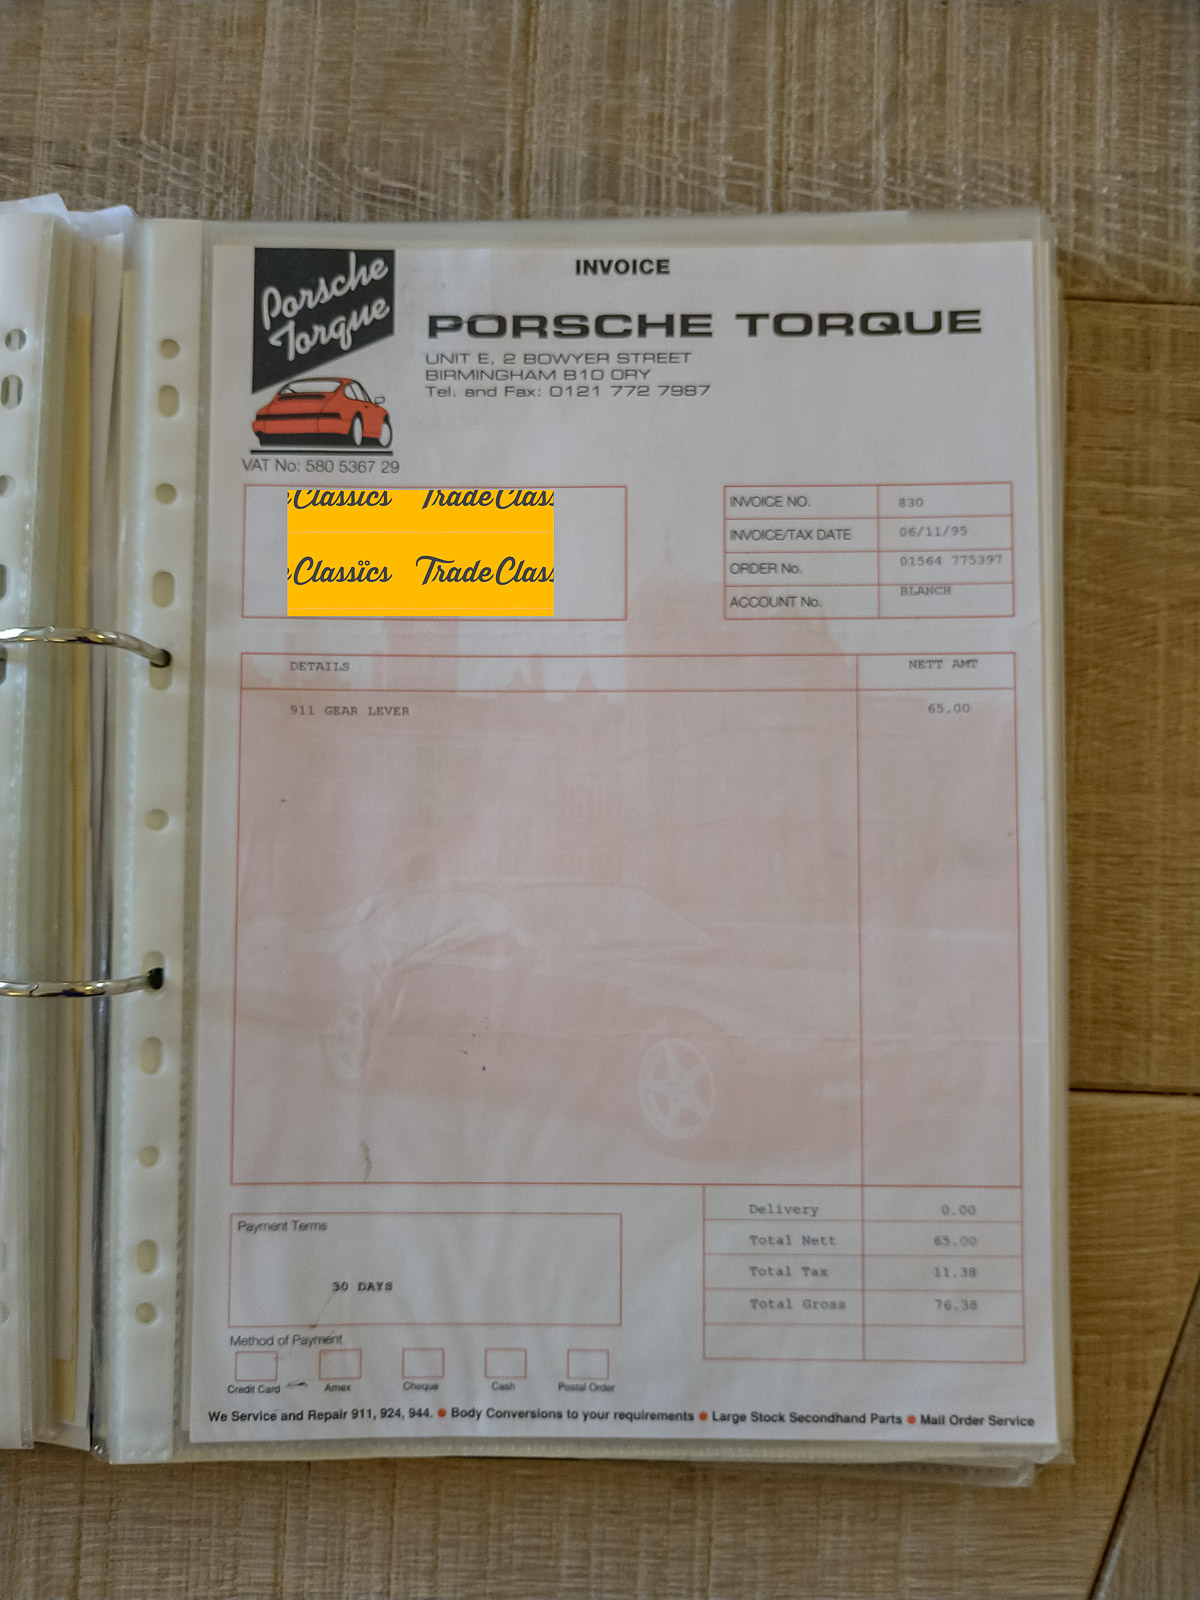 Porsche
Torque
INVOICE
PORSCHE TORQUE
UNIT E, 2 BOWYER STREET
BIRMINGHAM B10 0RY
Tel. and Fax: 0121 772 7987
VAT No: 580 5367 29
Classics Trade Class
Classics Trade Class
INVOICE NO. 830
INVOICE/TAX DATE 06/11/95
ORDER No. 01564 775397
ACCOUNT No. BLANCH
DETAILS NETT AMT
911 GEAR LEVER 65.00
Delivery 0.00
Total Nett 65.00
Total Tax 11.38
Total Gross 76.38
Payment Terms
30 DAYS
Method of Payment
Credit Card Amex Cheque Cash Postal Order
We Service and Repair 911, 924, 944. ● Body Conversions to your requirements ● Large Stock Secondhand Parts ● Mail Order Service